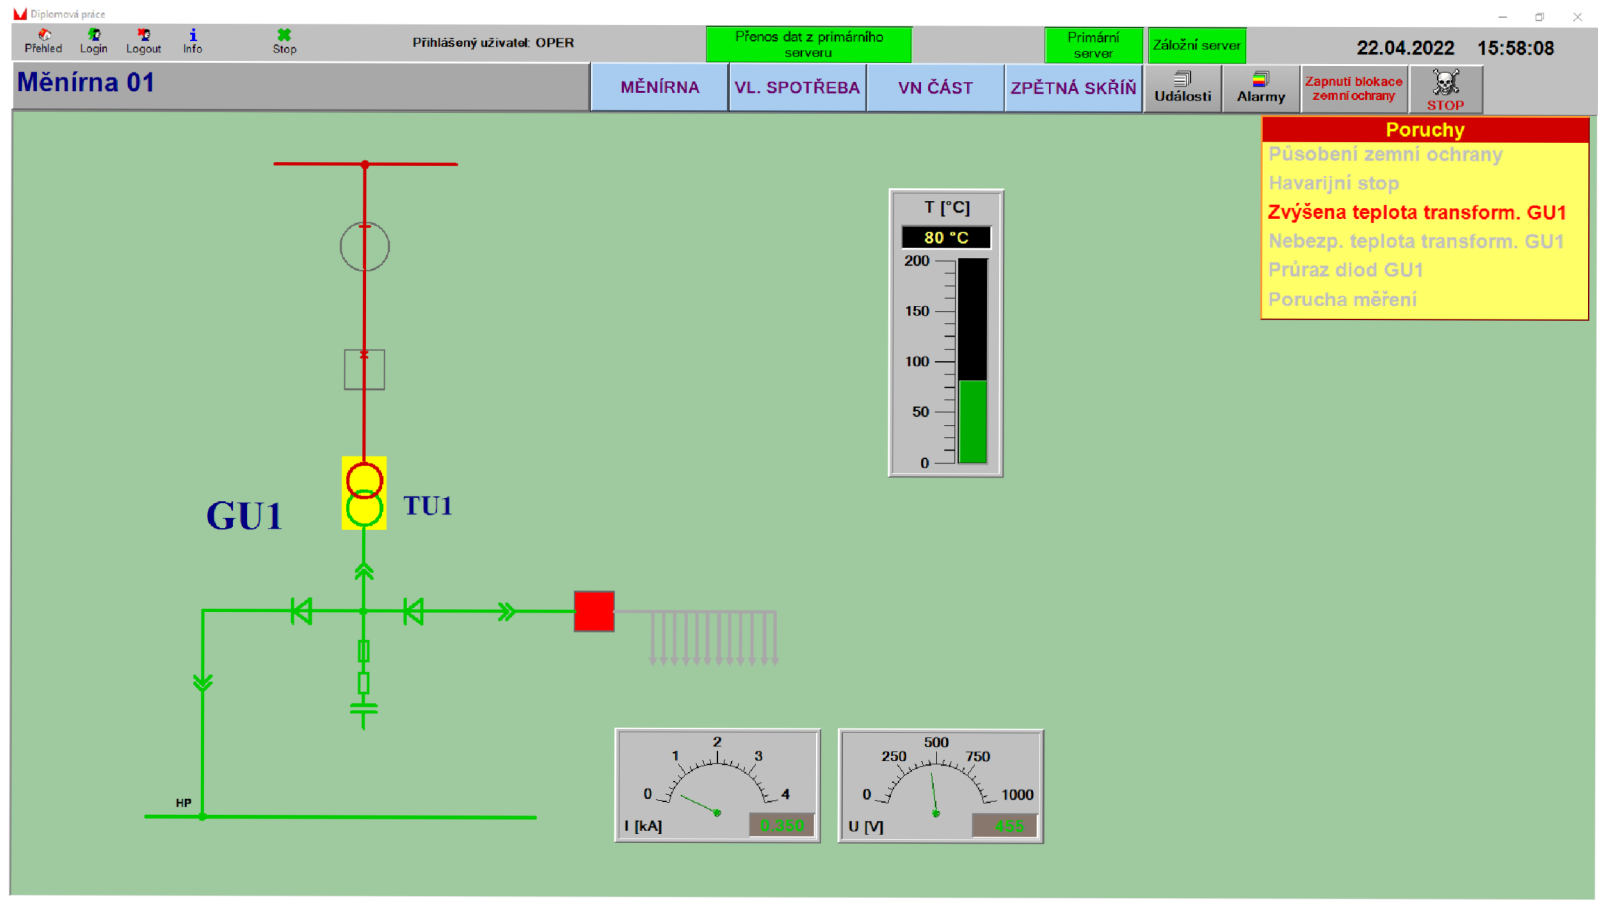 Diplomová práce
Přehled
Login
Logout
Info
Stop
Přihlášený uživatel: OPER
Přenos dat z primárního
serveru
Primární
server
Záložní server
22.04.2022 15:58:08
Měnírna 01
MĚNÍRNA
VL. SPOTŘEBA
VN ČÁST
ZPĚTNÁ SKŘÍŇ
Události
Alarmy
Zapnutí blokace
zemní ochrany
STOP
Poruchy
Působení zemní ochrany
Havarijní stop
Zvýšena teplota transform. GU1
Nebezp. teplota transform. GU1
Průraz diod GU1
Porucha měření
T [°C]
80 °C
200
150
100
50
0
GU1
TU1
HP
0
1
2
3
4
I [kA]
0.350
0
250
500
750
1000
U [V]
455